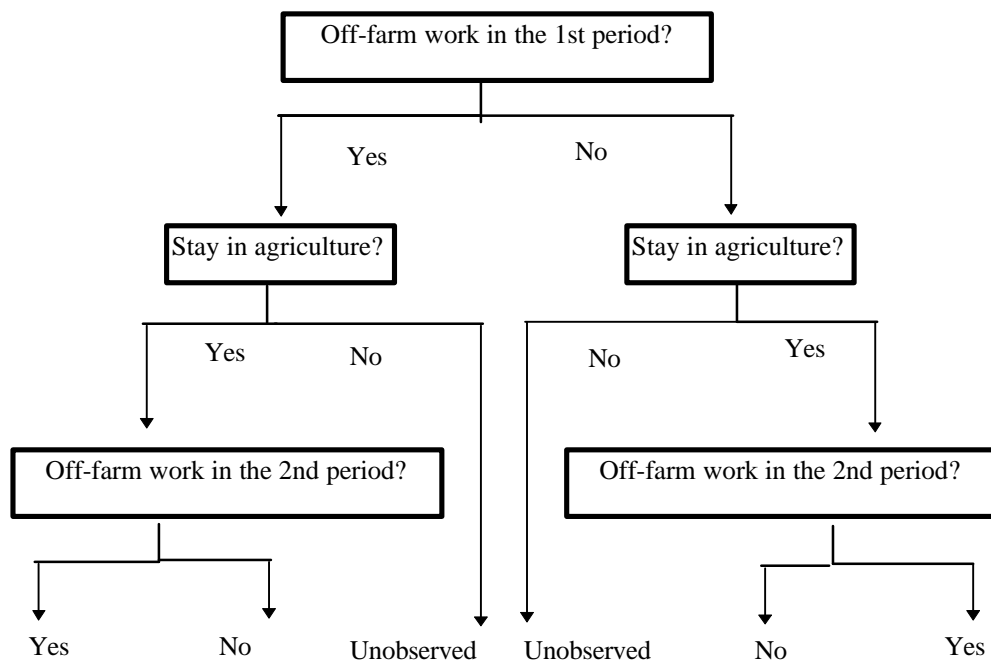 Off-farm work in the 1st period?
Yes
No
Stay in agriculture?
Stay in agriculture?
Yes
No
No
Yes
Off-farm work in the 2nd period?
Off-farm work in the 2nd period?
Yes
No
Unobserved
Unobserved
No
Yes